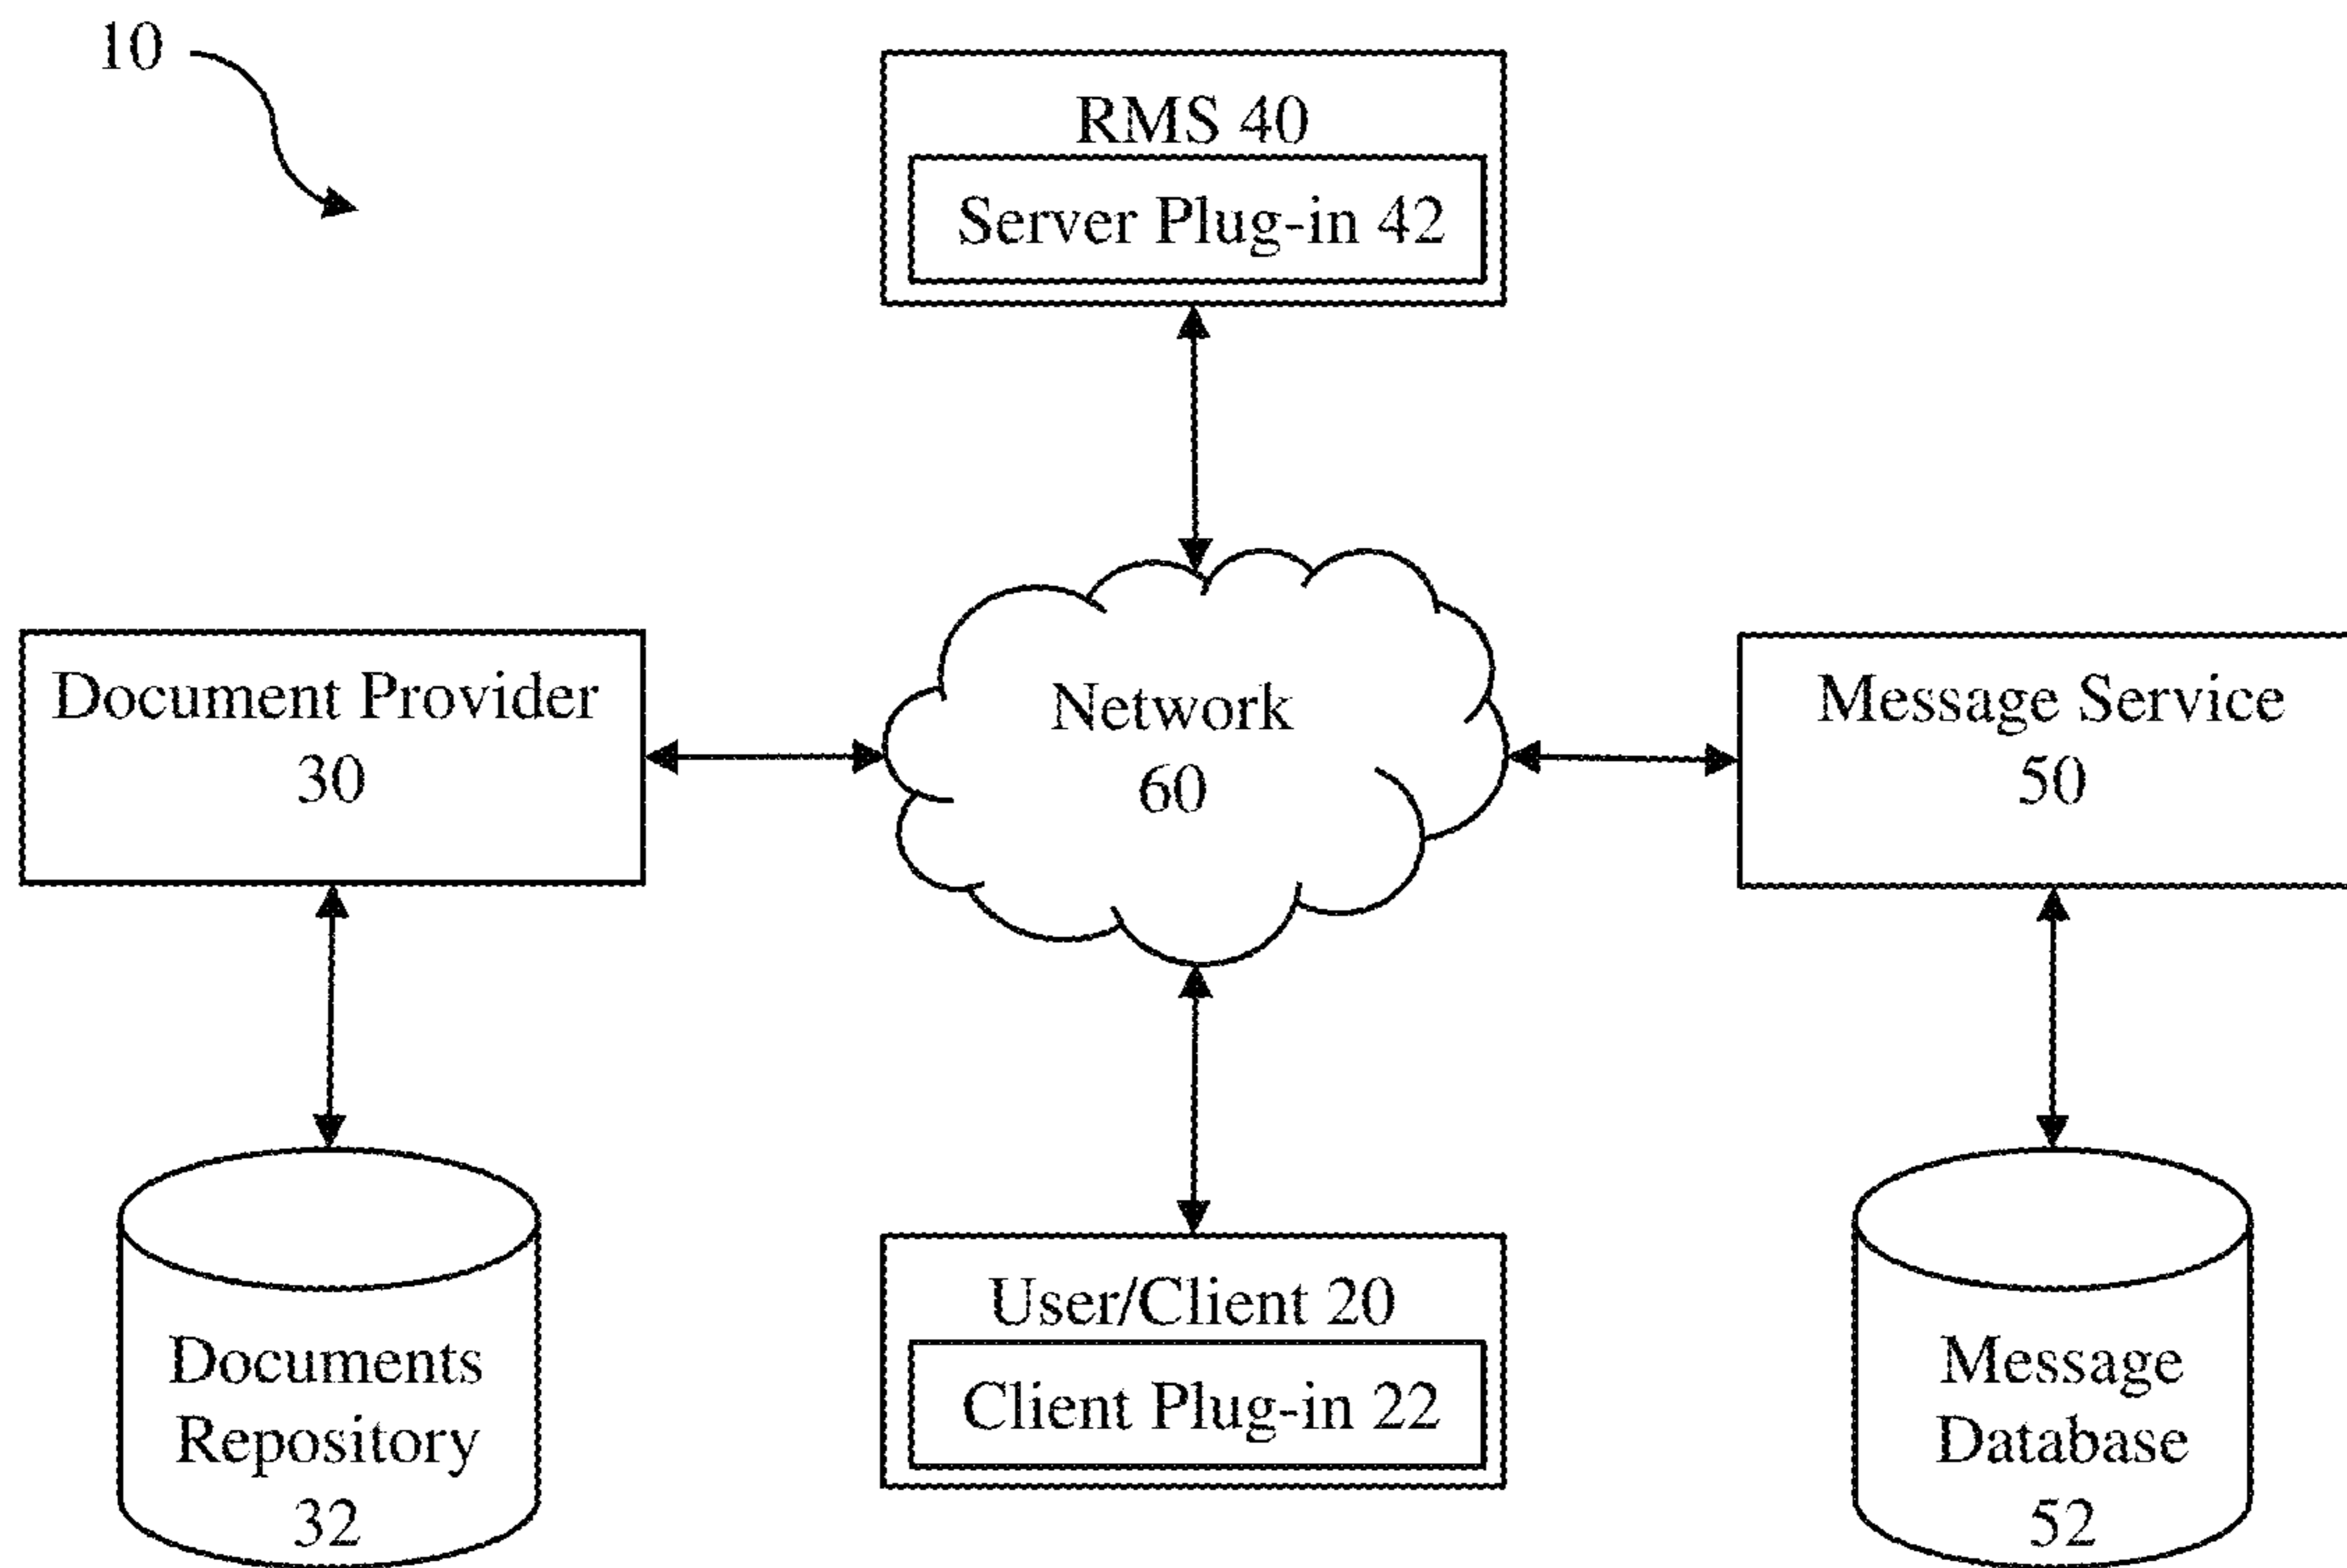 10
RMS 40
Server Plug-in 42
Document Provider
30
Network
60
Message Service
50
Documents
Repository
32
User/Client 20
Client Plug-in 22
Message
Database
52